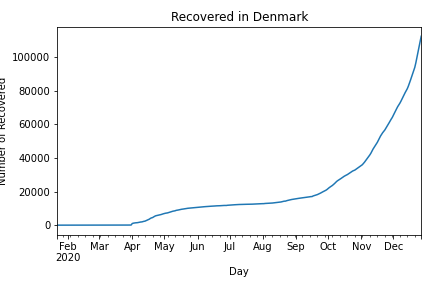 Recovered in Denmark
Number of Recovered
100000
80000
60000
40000
20000
0
Feb Mar Apr May Jun Jul Aug Sep Oct Nov Dec
2020
Day